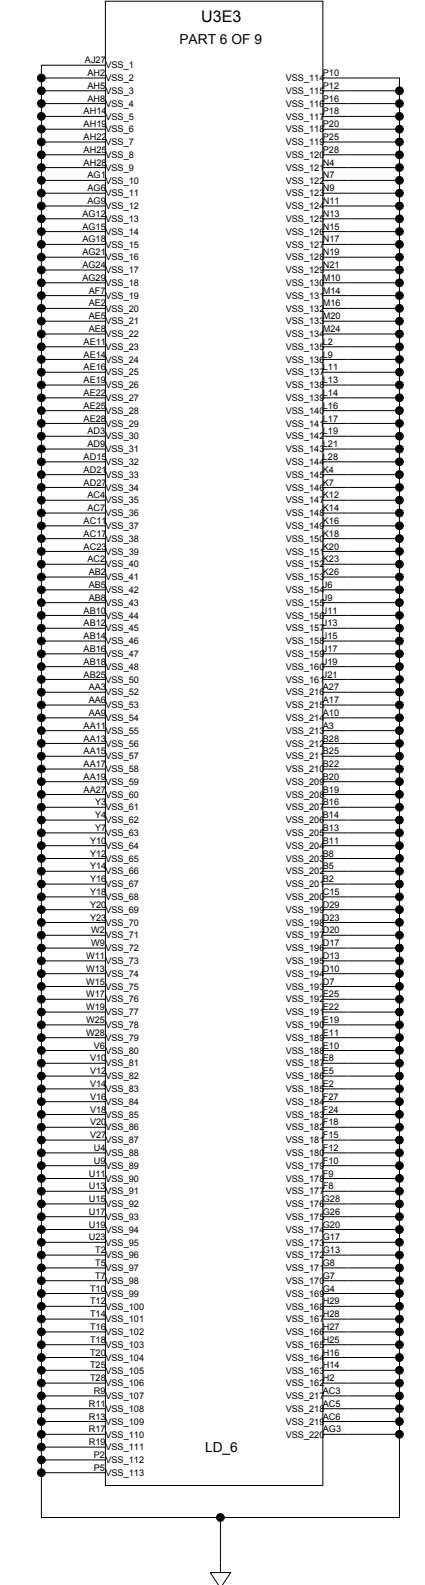 U3E3
PART 6 OF 9
AJ27 VSS_1
AH2 VSS_2
AH5 VSS_3
AH8 VSS_4
AH14 VSS_5
AH19 VSS_6
AH22 VSS_7
AH25 VSS_8
AH28 VSS_9
AG1 VSS_10
AG6 VSS_11
AG9 VSS_12
AG12 VSS_13
AG15 VSS_14
AG18 VSS_15
AG21 VSS_16
AG24 VSS_17
AG29 VSS_18
AF7 VSS_19
AE2 VSS_20
AE5 VSS_21
AE8 VSS_22
AE11 VSS_23
AE14 VSS_24
AE16 VSS_25
AE19 VSS_26
AE22 VSS_27
AE25 VSS_28
AE28 VSS_29
AD3 VSS_30
AD9 VSS_31
AD15 VSS_32
AD21 VSS_33
AD27 VSS_34
AC4 VSS_35
AC7 VSS_36
AC11 VSS_37
AC17 VSS_38
AC23 VSS_39
AC2 VSS_40
AB2 VSS_41
AB5 VSS_42
AB8 VSS_43
AB10 VSS_44
AB12 VSS_45
AB14 VSS_46
AB16 VSS_47
AB18 VSS_48
AB25 VSS_50
AA3 VSS_52
AA6 VSS_53
AA9 VSS_54
AA11 VSS_55
AA13 VSS_56
AA15 VSS_57
AA17 VSS_58
AA19 VSS_59
AA27 VSS_60
Y3 VSS_61
Y4 VSS_62
Y7 VSS_63
Y10 VSS_64
Y12 VSS_65
Y14 VSS_66
Y16 VSS_67
Y18 VSS_68
Y20 VSS_69
Y23 VSS_70
W2 VSS_71
W9 VSS_72
W11 VSS_73
W13 VSS_74
W15 VSS_75
W17 VSS_76
W19 VSS_77
W25 VSS_78
W28 VSS_79
V6 VSS_80
V10 VSS_81
V12 VSS_82
V14 VSS_83
V16 VSS_84
V18 VSS_85
V20 VSS_86
V27 VSS_87
U4 VSS_88
U9 VSS_89
U11 VSS_90
U13 VSS_91
U15 VSS_92
U17 VSS_93
U19 VSS_94
U23 VSS_95
T2 VSS_96
T5 VSS_97
T7 VSS_98
T10 VSS_99
T12 VSS_100
T14 VSS_101
T16 VSS_102
T18 VSS_103
T20 VSS_104
T25 VSS_105
T28 VSS_106
R9 VSS_107
R11 VSS_108
R13 VSS_109
R17 VSS_110
R19 VSS_111
P2 VSS_112
P5 VSS_113
VSS_114 P10
VSS_115 P12
VSS_116 P16
VSS_117 P18
VSS_118 P20
VSS_119 P25
VSS_120 P28
VSS_121 N4
VSS_122 N7
VSS_123 N9
VSS_124 N11
VSS_125 N13
VSS_126 N15
VSS_127 N17
VSS_128 N19
VSS_129 N21
VSS_130 M10
VSS_131 M14
VSS_132 M16
VSS_133 M20
VSS_134 M24
VSS_135 L2
VSS_136 L9
VSS_137 L11
VSS_138 L13
VSS_139 L14
VSS_140 L16
VSS_141 L17
VSS_142 L19
VSS_143 L21
VSS_144 L28
VSS_145 K4
VSS_146 K7
VSS_147 K12
VSS_148 K14
VSS_149 K16
VSS_150 K18
VSS_151 K20
VSS_152 K23
VSS_153 K26
VSS_154 J6
VSS_155 J9
VSS_156 J11
VSS_157 J13
VSS_158 J15
VSS_159 J17
VSS_160 J19
VSS_161 J21
VSS_216 A27
VSS_215 A17
VSS_214 A10
VSS_213 A3
VSS_212 B28
VSS_211 B25
VSS_210 B22
VSS_209 B20
VSS_208 B19
VSS_207 B16
VSS_206 B14
VSS_205 B13
VSS_204 B11
VSS_203 B8
VSS_202 B5
VSS_201 B2
VSS_200 C15
VSS_199 D29
VSS_198 D23
VSS_197 D20
VSS_196 D17
VSS_195 D13
VSS_194 D10
VSS_193 D7
VSS_192 E25
VSS_191 E22
VSS_190 E19
VSS_189 E11
VSS_188 E10
VSS_187 E8
VSS_186 E5
VSS_185 E2
VSS_184 F27
VSS_183 F24
VSS_182 F18
VSS_181 F15
VSS_180 F12
VSS_179 F10
VSS_178 F9
VSS_177 F8
VSS_176 G28
VSS_175 G26
VSS_174 G20
VSS_173 G17
VSS_172 G13
VSS_171 G8
VSS_170 G7
VSS_169 G4
VSS_168 H29
VSS_167 H28
VSS_166 H27
VSS_165 H25
VSS_164 H16
VSS_163 H14
VSS_162 H2
VSS_217 AC3
VSS_218 AC5
VSS_219 AC6
VSS_220 AG3
LD_6